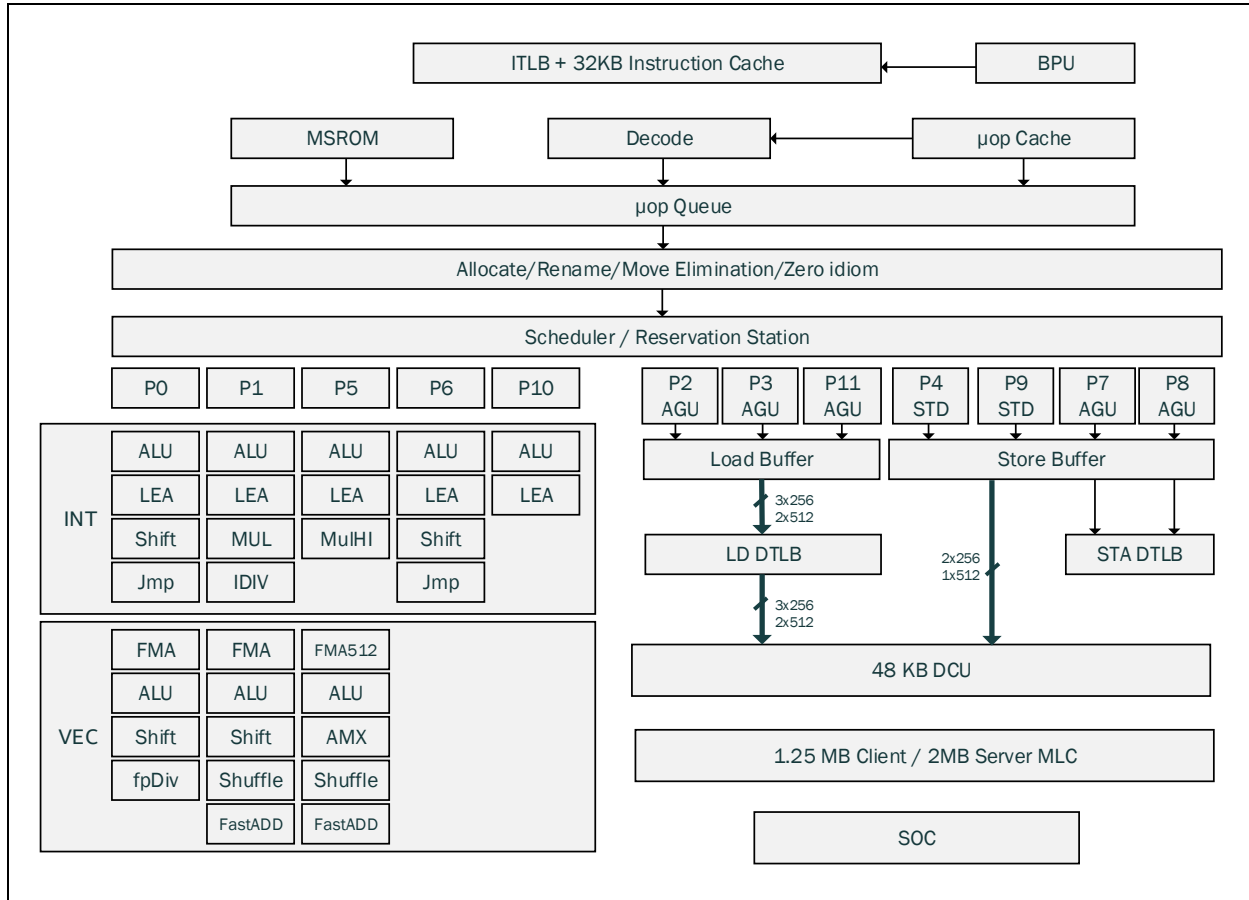 ITLB + 32KB Instruction Cache
BPU
MSROM
Decode
μop Cache
μop Queue
Allocate/Rename/Move Elimination/Zero idiom
Scheduler / Reservation Station
P0
P1
P5
P6
P10
P2
AGU
P3
AGU
P11
AGU
P4
STD
P9
STD
P7
AGU
P8
AGU
INT
ALU
ALU
ALU
ALU
ALU
LEA
LEA
LEA
LEA
LEA
Shift
MUL
MulHI
Shift
Jmp
IDIV
Jmp
VEC
FMA
FMA
FMA512
ALU
ALU
ALU
Shift
Shift
AMX
fpDiv
Shuffle
Shuffle
FastADD
FastADD
Load Buffer
Store Buffer
3x256
2x512
LD DTLB
2x256
1x512
STA DTLB
3x256
2x512
48 KB DCU
1.25 MB Client / 2MB Server MLC
SOC